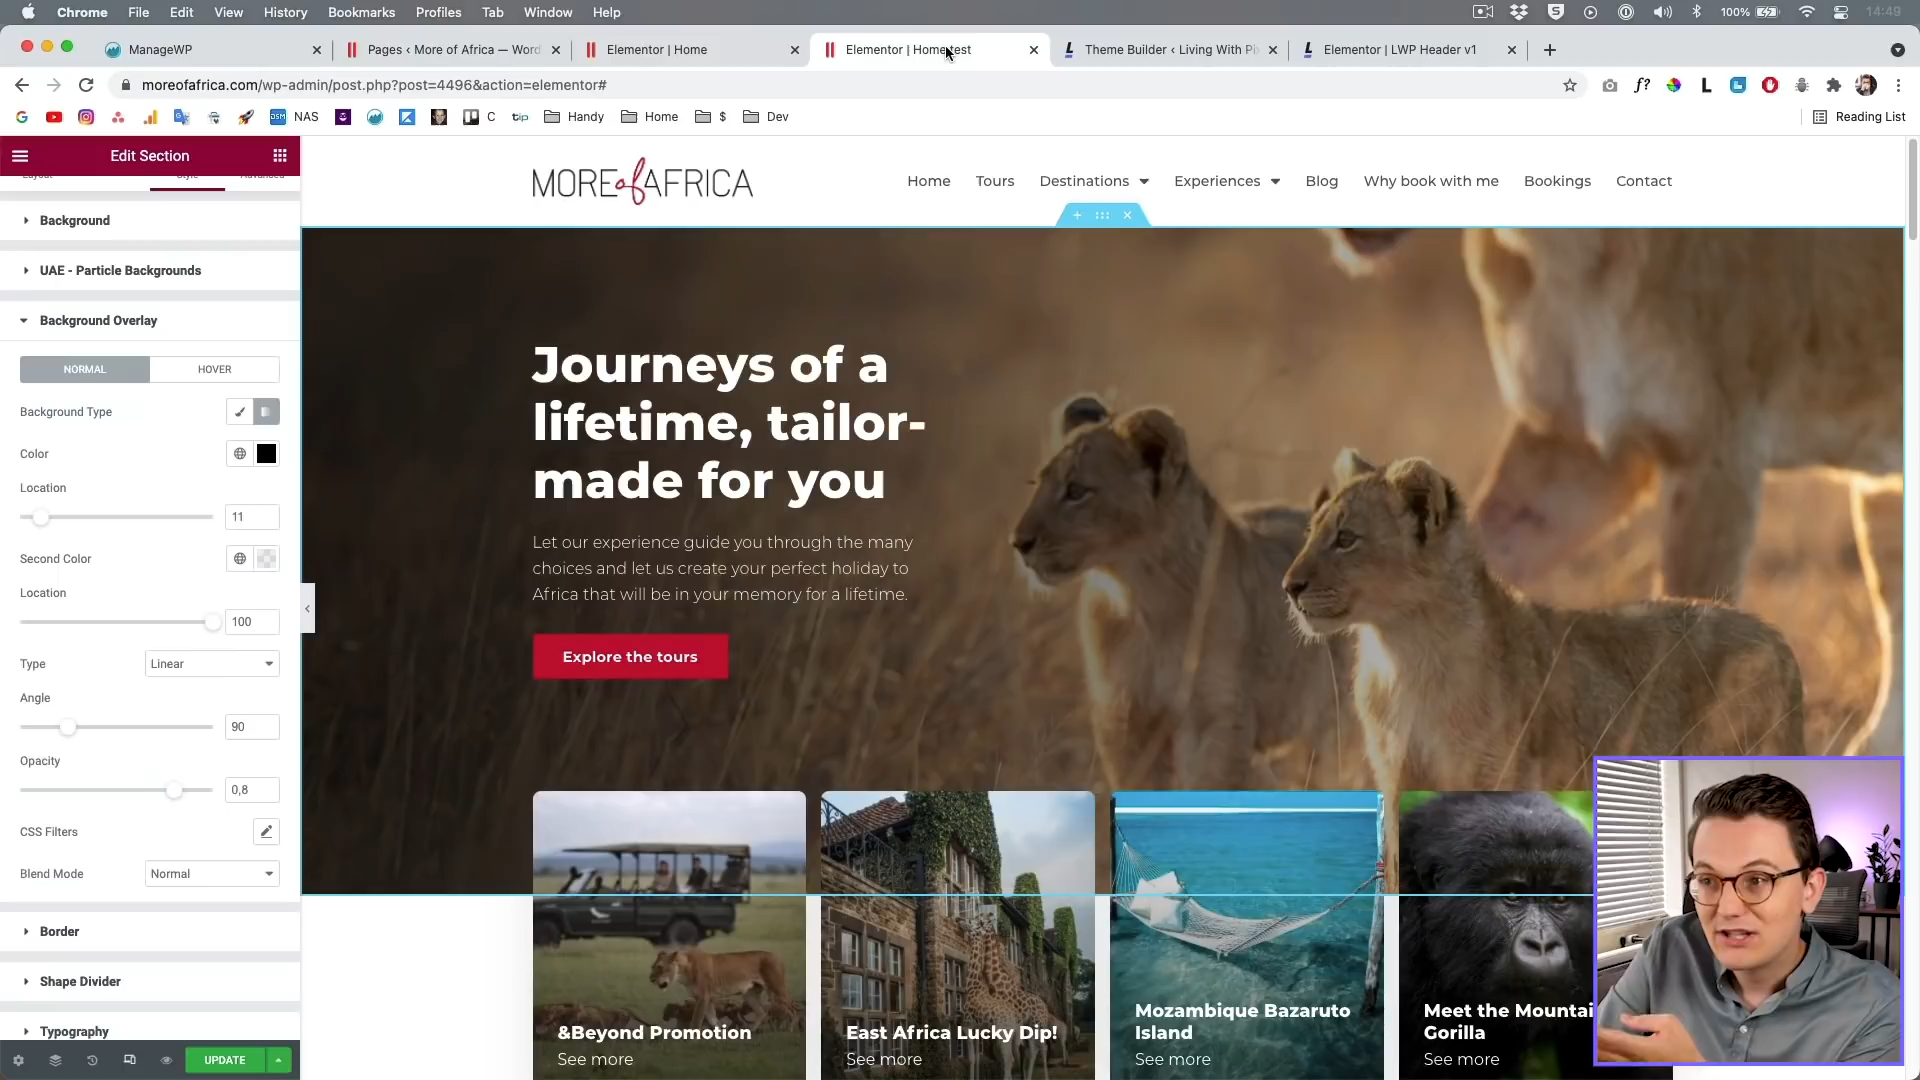 Chrome File Edit View History Bookmarks Profiles Tab Window Help
100% 14:49
ManageWP
Pages ‹ More of Africa — Word
Elementor | Home
Elementor | Home test
Theme Builder ‹ Living With Pi
Elementor | LWP Header v1
moreofafrica.com/wp-admin/post.php?post=4496&action=elementor#
NAS C tip Handy Home $ Dev Reading List
Edit Section
Layout Style Advanced
MORE of AFRICA
Home Tours Destinations Experiences Blog Why book with me Bookings Contact
Background
UAE - Particle Backgrounds
Background Overlay
NORMAL HOVER
Background Type
Color
Location
11
Second Color
Location
100
Type Linear
Angle
90
Opacity
0,8
CSS Filters
Blend Mode Normal
Border
Shape Divider
Typography
UPDATE
Journeys of a
lifetime, tailor-
made for you
Let our experience guide you through the many
choices and let us create your perfect holiday to
Africa that will be in your memory for a lifetime.
Explore the tours
&Beyond Promotion
See more
East Africa Lucky Dip!
See more
Mozambique Bazaruto
Island
See more
Meet the Mountai
Gorilla
See more